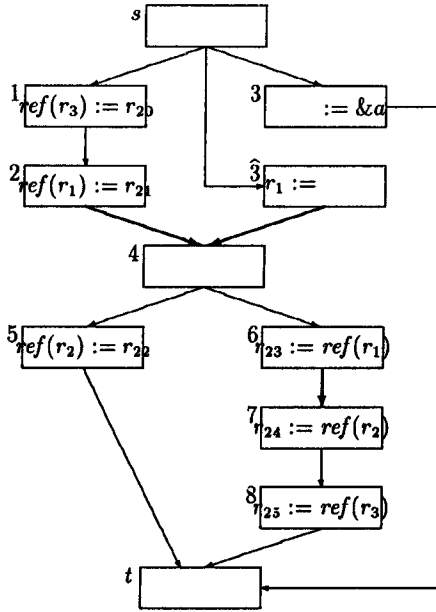 s
1 ref(r₃) := r₂₀
3 := &a
2 ref(r₁) := r₂₁
3̂ r₁ :=
4
5 ref(r₂) := r₂₂
6 r₂₃ := ref(r₁)
7 r₂₄ := ref(r₂)
8 r₂₅ := ref(r₃)
t